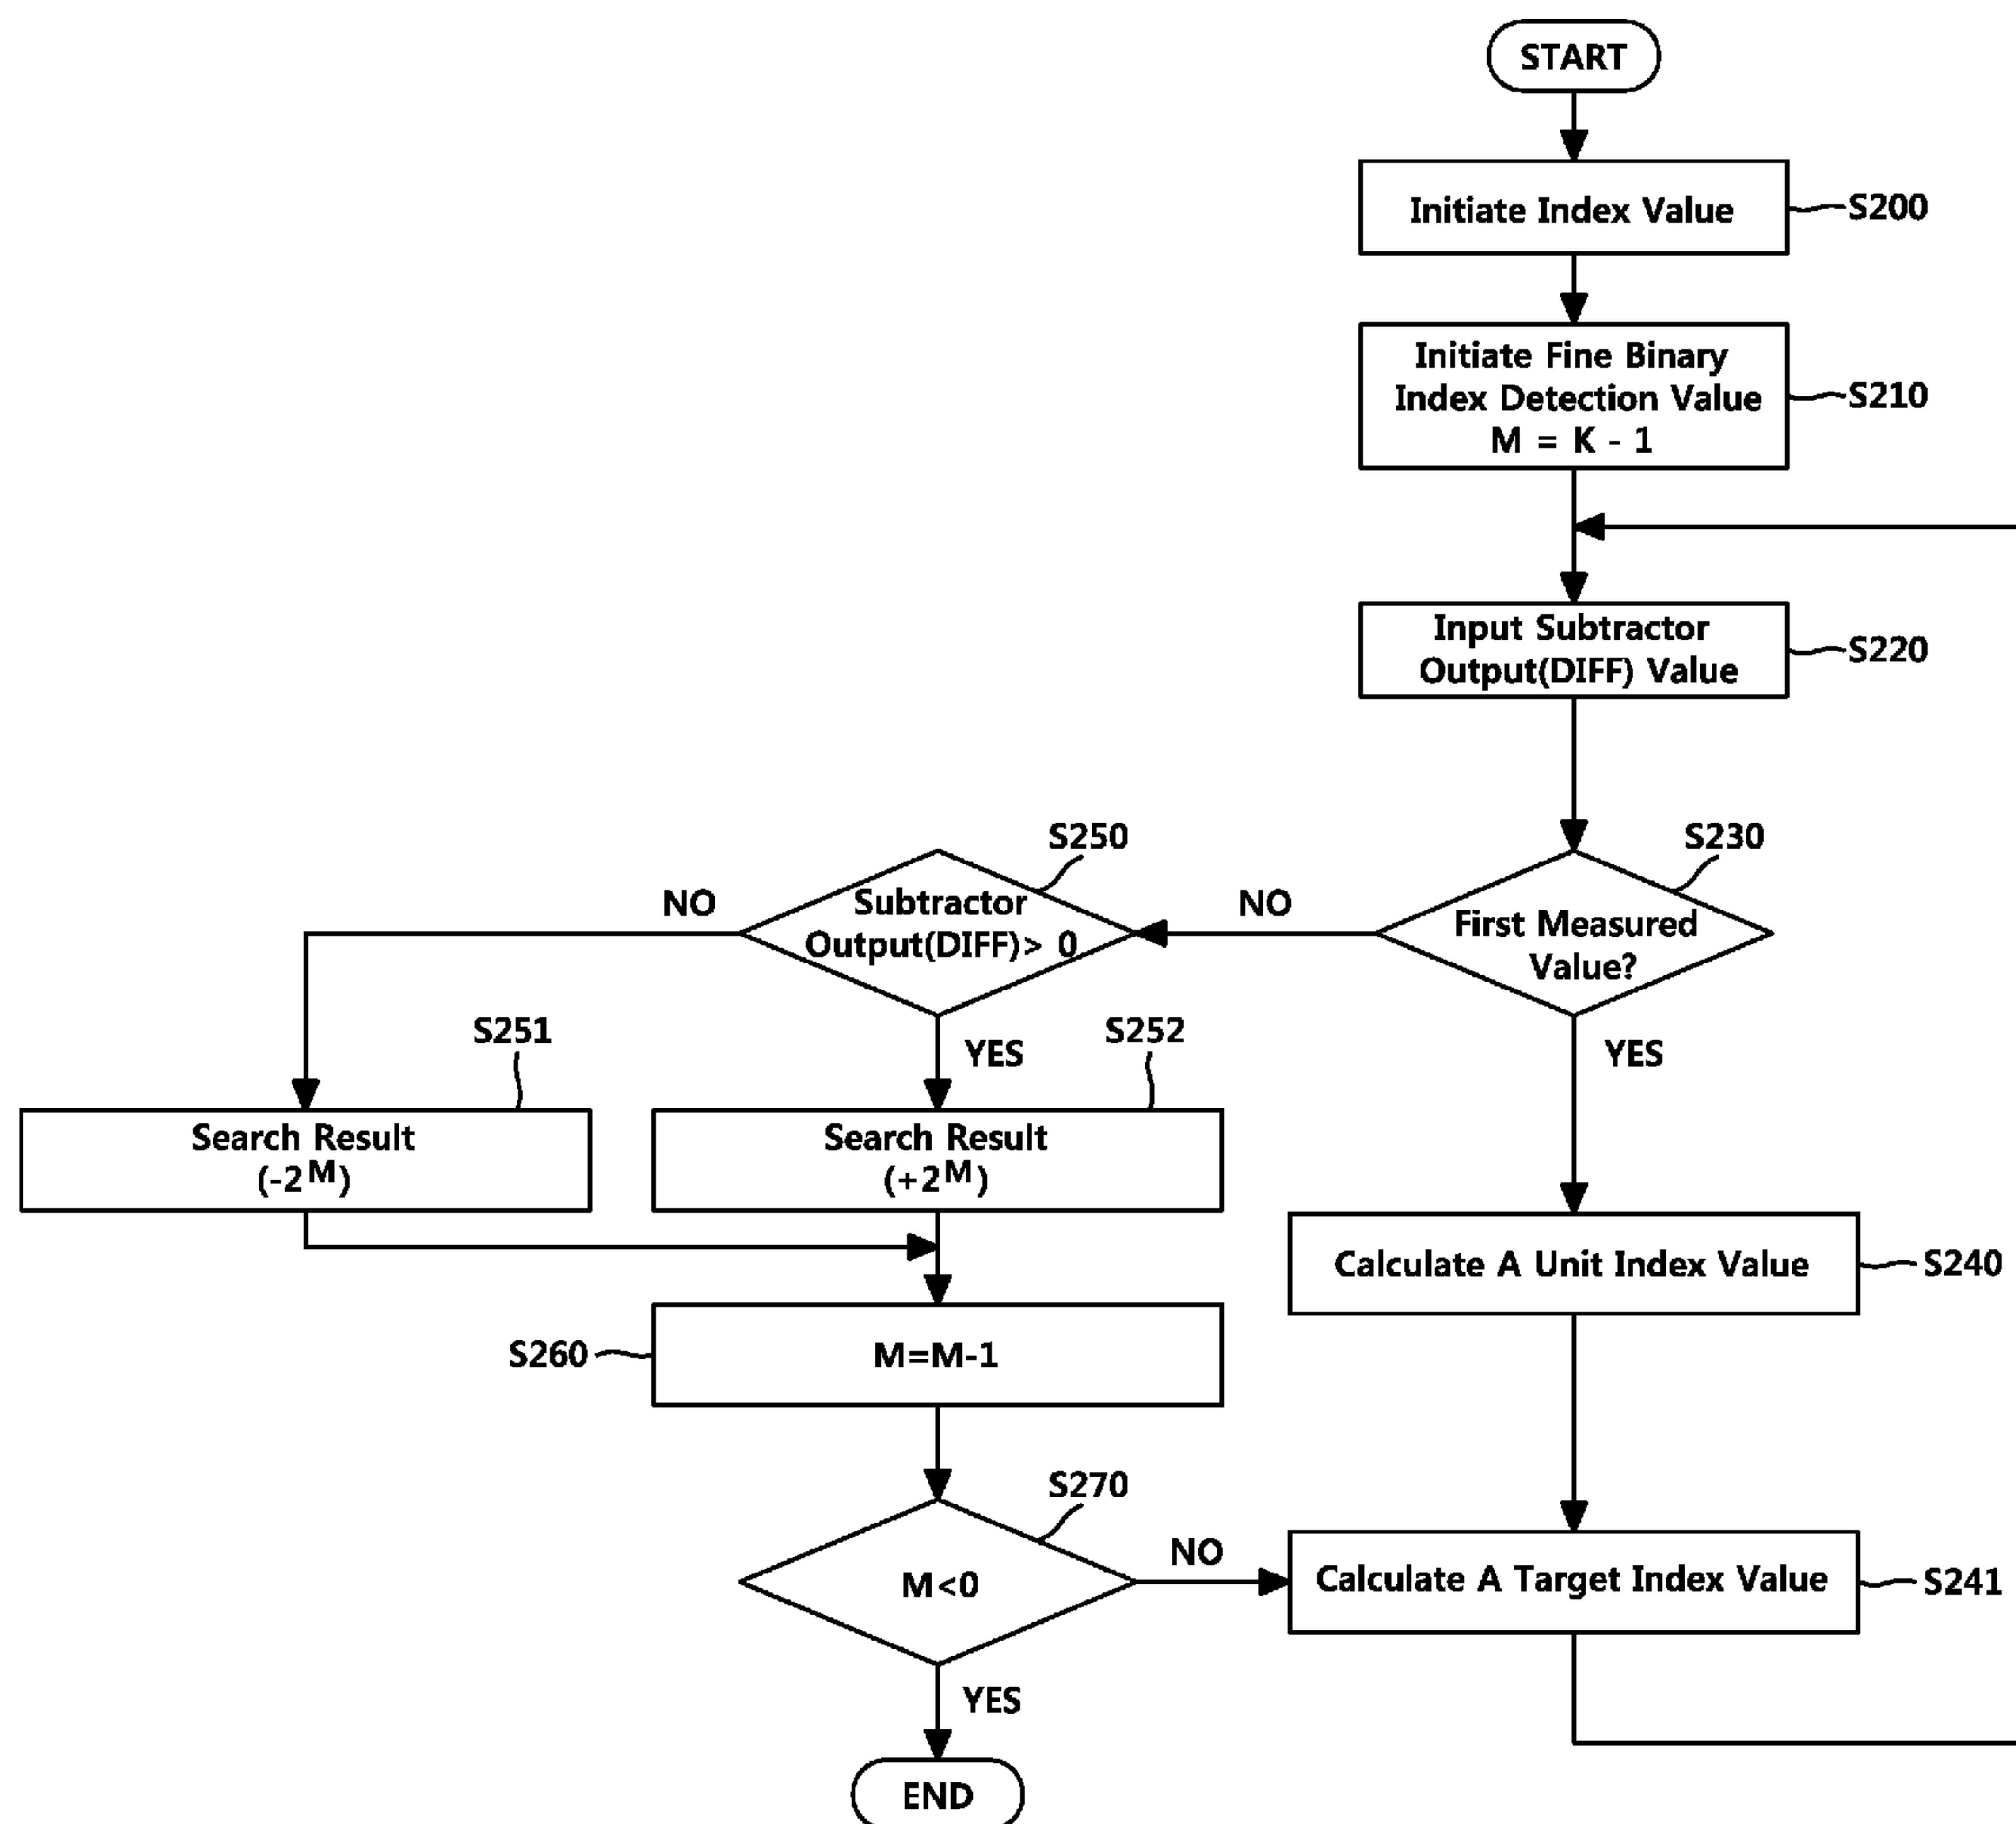 START
Initiate Index Value
S200
Initiate Fine Binary
Index Detection Value
M = K - 1
S210
Input Subtractor
Output(DIFF) Value
S220
S230
First Measured
Value?
NO
YES
S250
Subtractor
Output(DIFF)> 0
NO
YES
S251
Search Result
(-2^M)
S252
Search Result
(+2^M)
S240
Calculate A Unit Index Value
S260
M=M-1
S270
M<0
NO
YES
Calculate A Target Index Value
S241
END